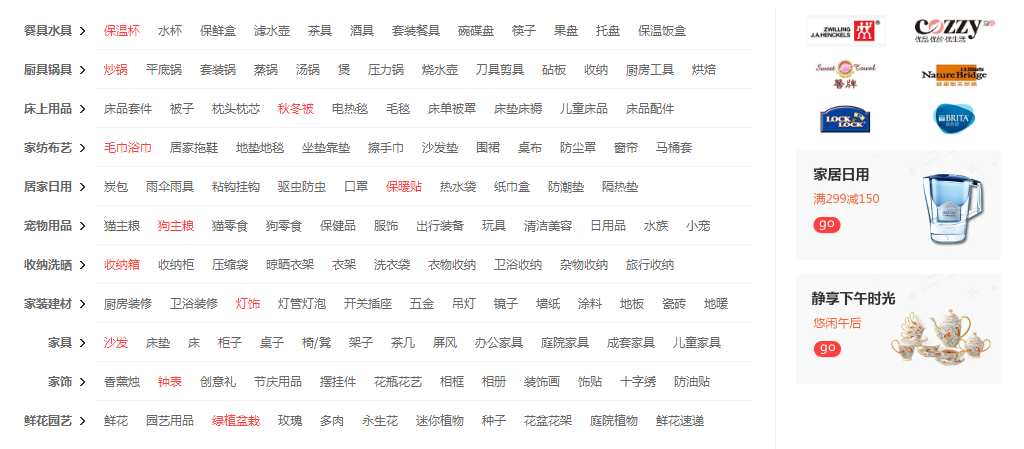 餐具水具 保温杯 水杯 保鲜盒 滤水壶 茶具 酒具 套装餐具 碗碟盘 筷子 果盘 托盘 保温饭盒
厨具锅具 炒锅 平底锅 套装锅 蒸锅 汤锅 煲 压力锅 烧水壶 刀具剪具 砧板 收纳 厨房工具 烘焙
床上用品 床品套件 被子 枕头枕芯 秋冬被 电热毯 毛毯 床单被罩 床垫床褥 儿童床品 床品配件
家纺布艺 毛巾浴巾 居家拖鞋 地垫地毯 坐垫靠垫 擦手巾 沙发垫 围裙 桌布 防尘罩 窗帘 马桶套
居家日用 炭包 雨伞雨具 粘钩挂钩 驱虫防虫 口罩 保暖贴 热水袋 纸巾盒 防潮垫 隔热垫
宠物用品 猫主粮 狗主粮 猫零食 狗零食 保健品 服饰 出行装备 玩具 清洁美容 日用品 水族 小宠
收纳洗晒 收纳箱 收纳柜 压缩袋 晾晒衣架 衣架 洗衣袋 衣物收纳 卫浴收纳 杂物收纳 旅行收纳
家装建材 厨房装修 卫浴装修 灯饰 灯管灯泡 开关插座 五金 吊灯 镜子 墙纸 涂料 地板 瓷砖 地暖
家具 沙发 床垫 床 柜子 桌子 椅/凳 架子 茶几 屏风 办公家具 庭院家具 成套家具 儿童家具
家饰 香薰烛 钟表 创意礼 节庆用品 摆挂件 花瓶花艺 相框 相册 装饰画 饰贴 十字绣 防油贴
鲜花园艺 鲜花 园艺用品 绿植盆栽 玫瑰 多肉 永生花 迷你植物 种子 花盆花架 庭院植物 鲜花速递
ZWILLING
J.A.HENCKELS
COZZY
优品·优价·优生活
Sweet Towel
馨牌
NatureBridge
LOCK LOCK
BRITA
家居日用
满299减150
go
静享下午时光
悠闲午后
go